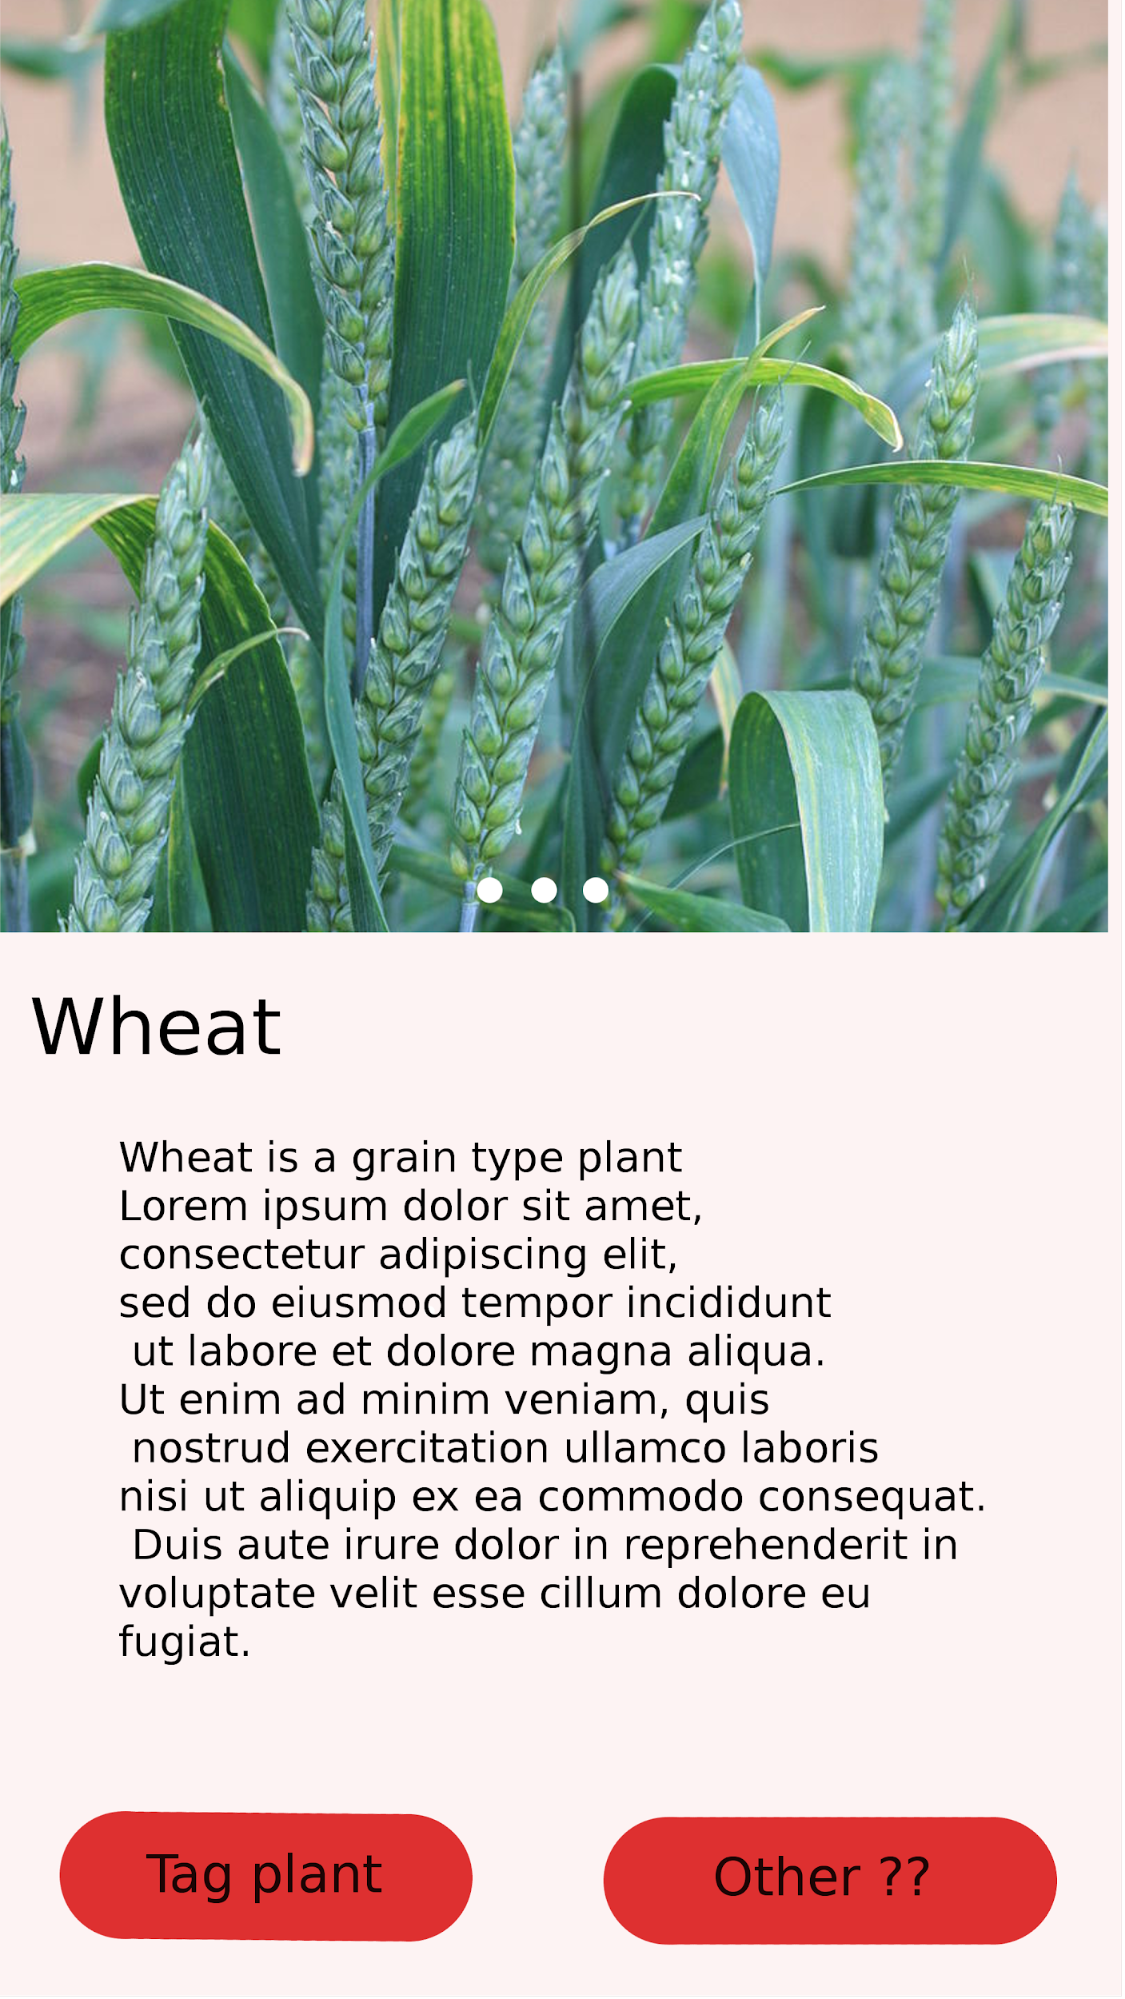 Wheat
Wheat is a grain type plant
Lorem ipsum dolor sit amet,
consectetur adipiscing elit,
sed do eiusmod tempor incididunt
ut labore et dolore magna aliqua.
Ut enim ad minim veniam, quis
nostrud exercitation ullamco laboris
nisi ut aliquip ex ea commodo consequat.
Duis aute irure dolor in reprehenderit in
voluptate velit esse cillum dolore eu
fugiat.
Tag plant
Other ??